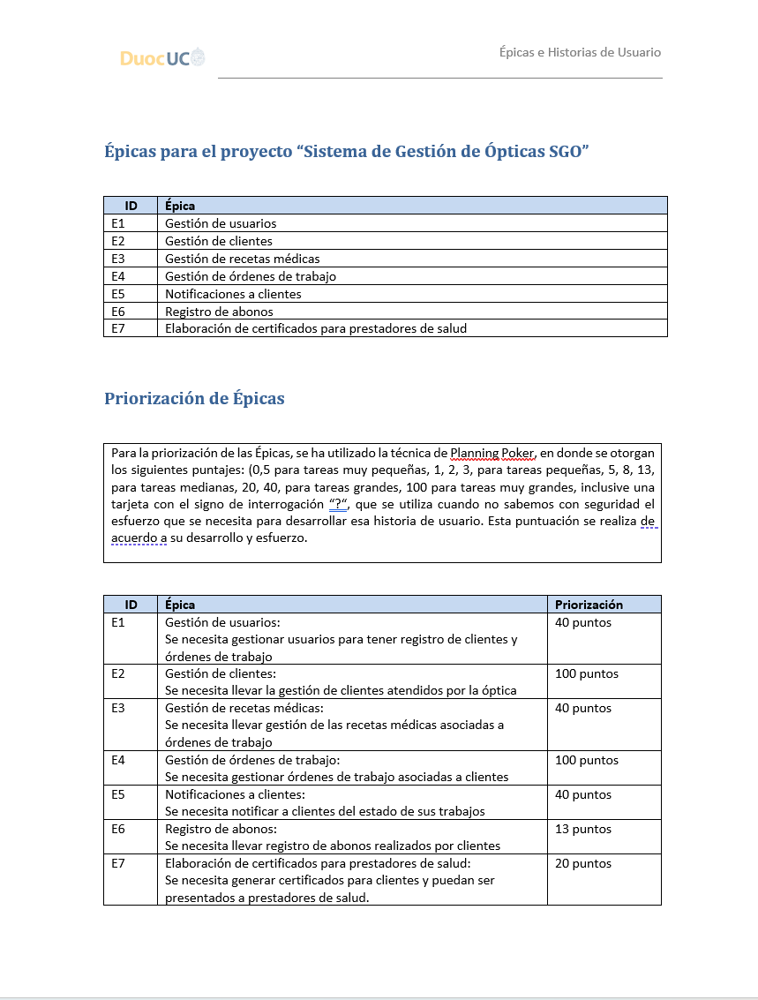 DuocUC
Épicas e Historias de Usuario
Épicas para el proyecto “Sistema de Gestión de Ópticas SGO”
ID Épica
E1 Gestión de usuarios
E2 Gestión de clientes
E3 Gestión de recetas médicas
E4 Gestión de órdenes de trabajo
E5 Notificaciones a clientes
E6 Registro de abonos
E7 Elaboración de certificados para prestadores de salud
Priorización de Épicas
Para la priorización de las Épicas, se ha utilizado la técnica de Planning Poker, en donde se otorgan
los siguientes puntajes: (0,5 para tareas muy pequeñas, 1, 2, 3, para tareas pequeñas, 5, 8, 13,
para tareas medianas, 20, 40, para tareas grandes, 100 para tareas muy grandes, inclusive una
tarjeta con el signo de interrogación “?“, que se utiliza cuando no sabemos con seguridad el
esfuerzo que se necesita para desarrollar esa historia de usuario. Esta puntuación se realiza de
acuerdo a su desarrollo y esfuerzo.
ID Épica Priorización
E1 Gestión de usuarios: 40 puntos
Se necesita gestionar usuarios para tener registro de clientes y
órdenes de trabajo
E2 Gestión de clientes: 100 puntos
Se necesita llevar la gestión de clientes atendidos por la óptica
E3 Gestión de recetas médicas: 40 puntos
Se necesita llevar gestión de las recetas médicas asociadas a
órdenes de trabajo
E4 Gestión de órdenes de trabajo: 100 puntos
Se necesita gestionar órdenes de trabajo asociadas a clientes
E5 Notificaciones a clientes: 40 puntos
Se necesita notificar a clientes del estado de sus trabajos
E6 Registro de abonos: 13 puntos
Se necesita llevar registro de abonos realizados por clientes
E7 Elaboración de certificados para prestadores de salud: 20 puntos
Se necesita generar certificados para clientes y puedan ser
presentados a prestadores de salud.